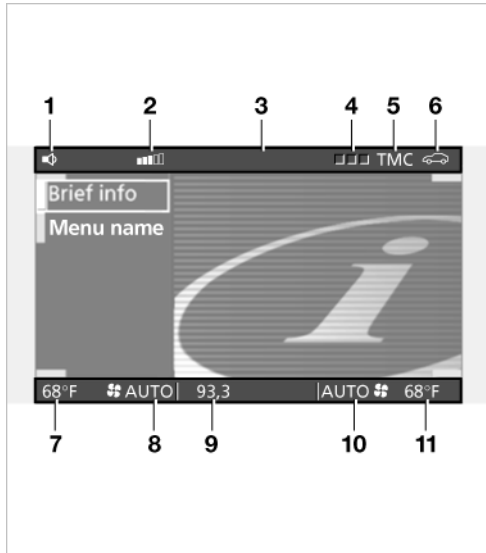 1 2 3 4 5 6
TMC
Brief info
Menu name
68°F AUTO 93,3 AUTO 68°F
7 8 9 10 11